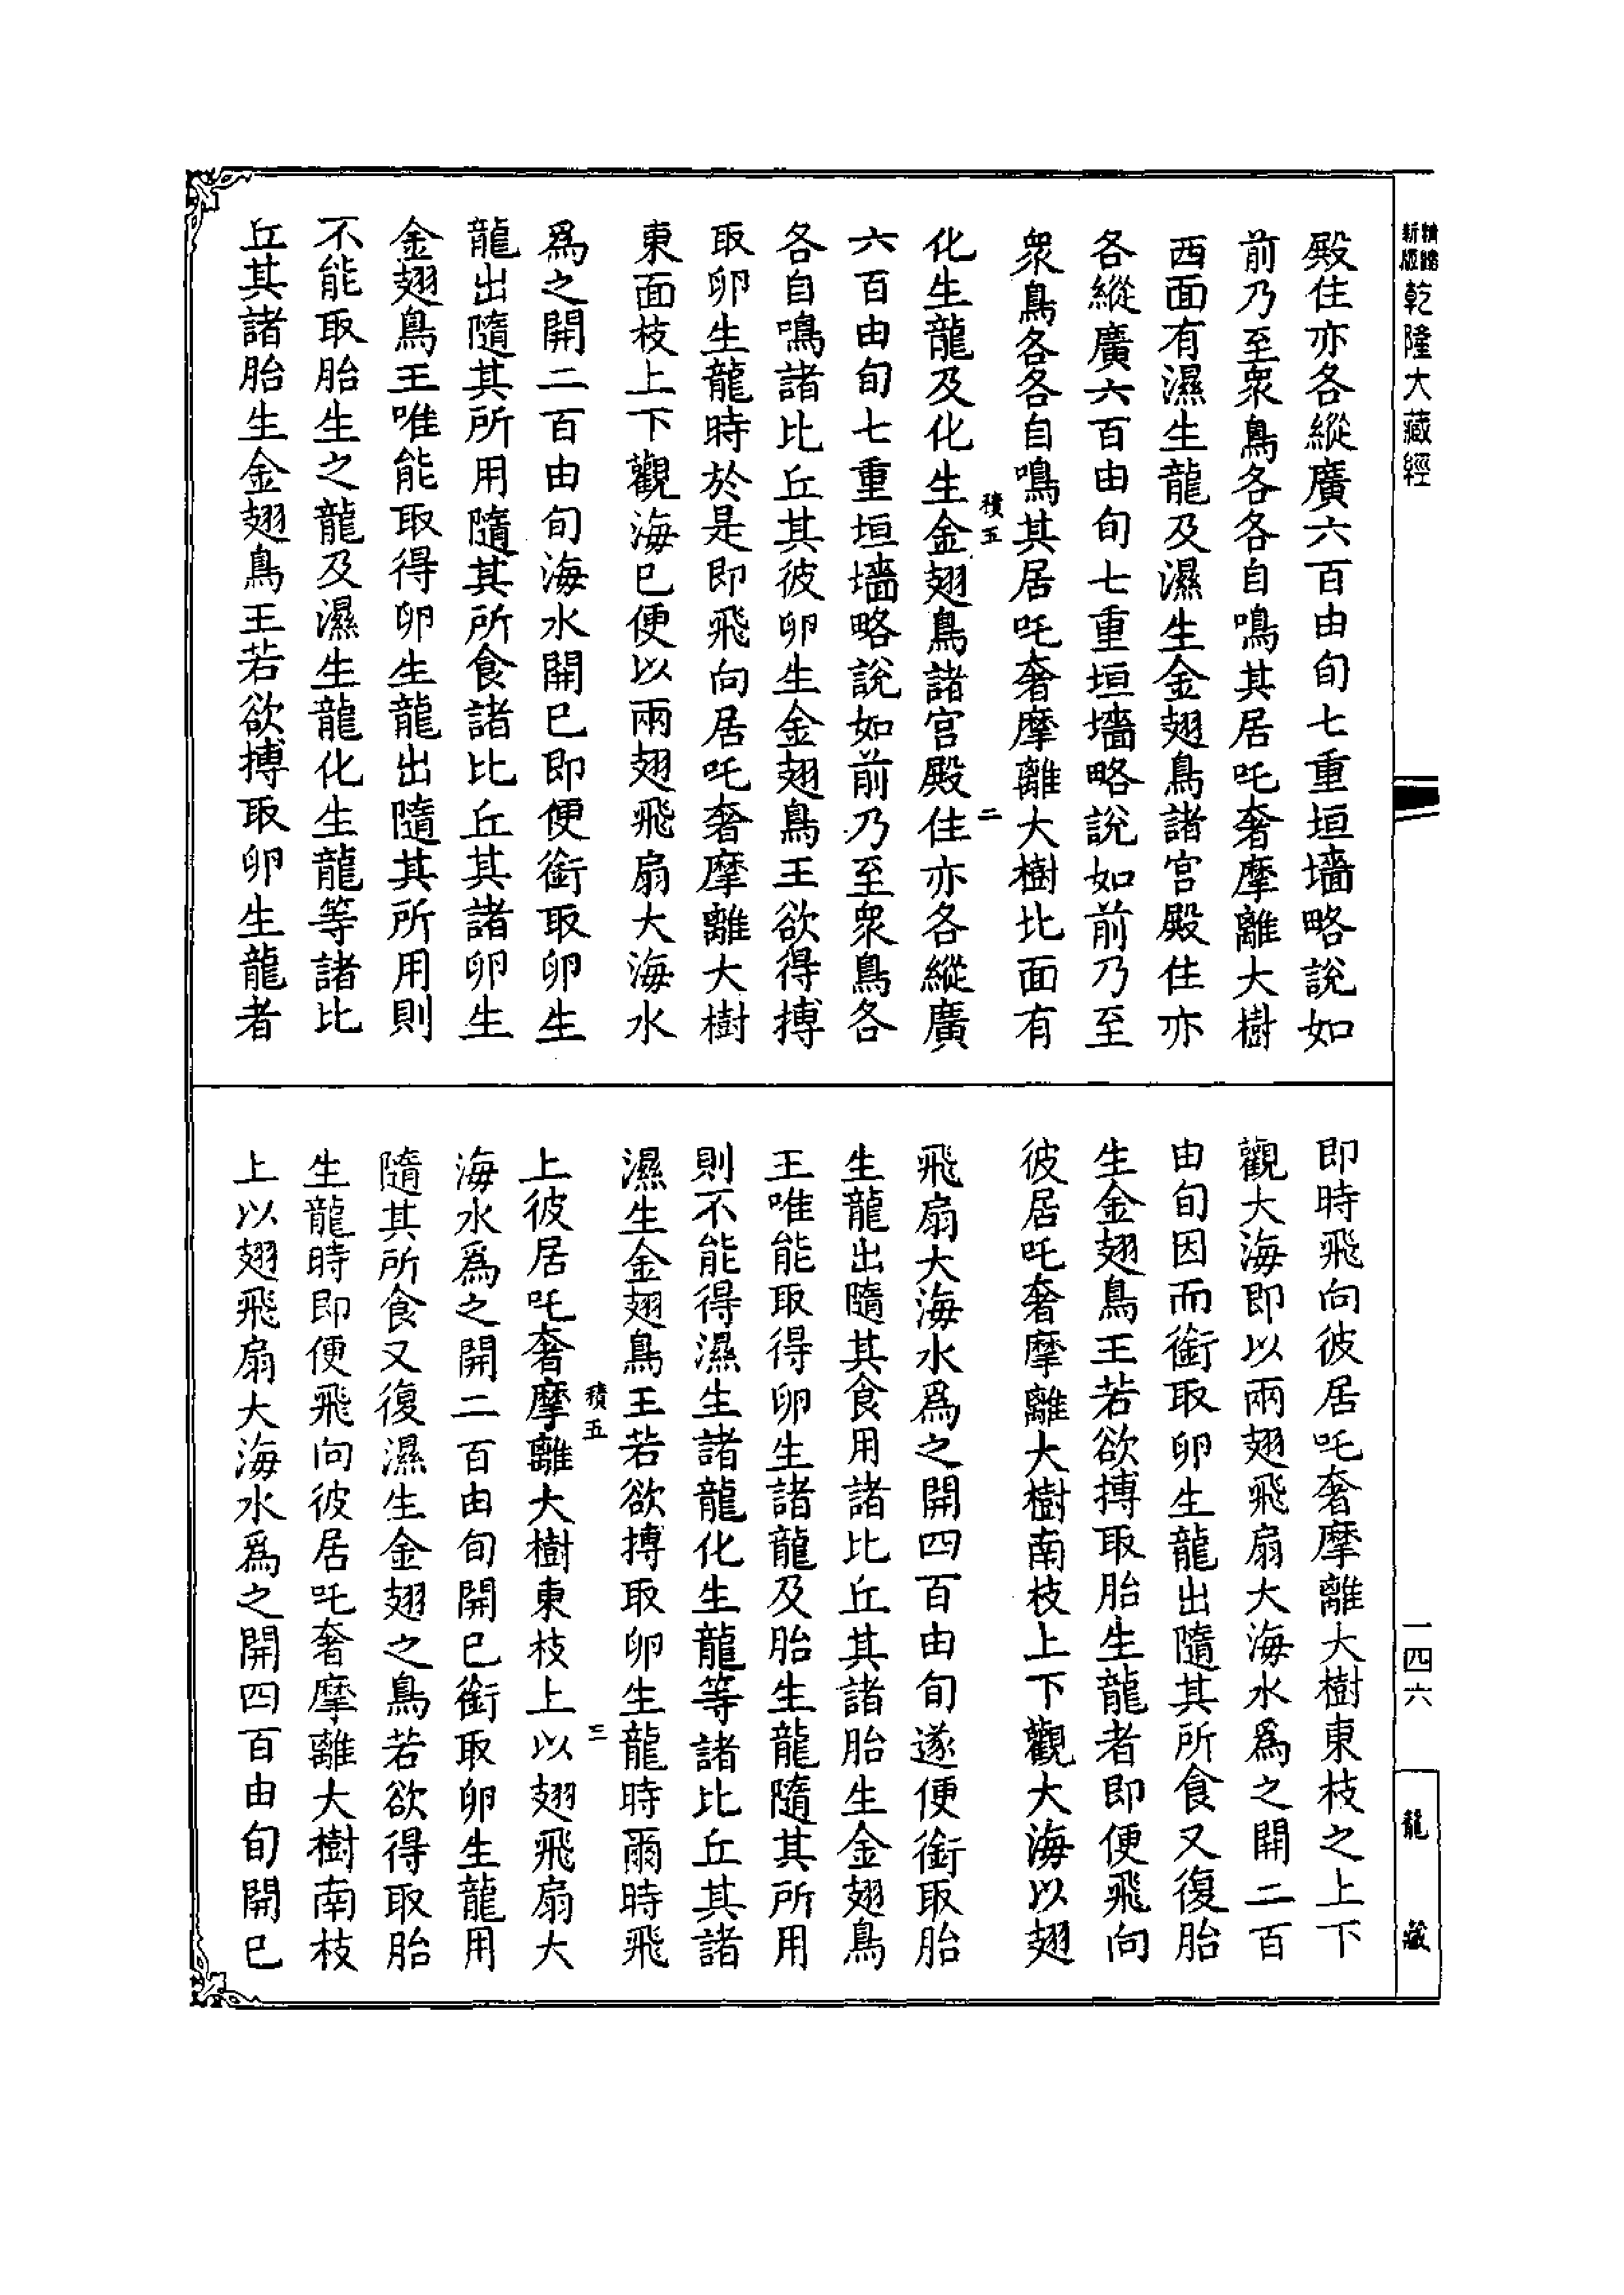 新版精縮乾隆大藏經
一四六
龍藏
殿住亦各縱廣六百由旬七重垣墻略說如
前乃至衆鳥各各自鳴其居吒奢摩離大樹
西面有濕生龍及濕生金翅鳥諸宮殿住亦
各縱廣六百由旬七重垣墻略說如前乃至
衆鳥各各自鳴其居吒奢摩離大樹北面有
積五
二
化生龍及化生金翅鳥諸宮殿住亦各縱廣
六百由旬七重垣墻略說如前乃至衆鳥各
各自鳴諸比丘其彼卵生金翅鳥王欲得搏
取卵生龍時於是即飛向居吒奢摩離大樹
東面枝上下觀海已便以兩翅飛扇大海水
爲之開二百由旬海水開已即便銜取卵生
龍出隨其所用隨其所食諸比丘其諸卵生
金翅鳥王唯能取得卵生龍出隨其所用則
不能取胎生之龍及濕生龍化生龍等諸比
丘其諸胎生金翅鳥王若欲搏取卵生龍者
即時飛向彼居吒奢摩離大樹東枝之上下
觀大海即以兩翅飛扇大海水爲之開二百
由旬因而銜取卵生龍出隨其所食又復胎
生金翅鳥王若欲搏取胎生龍者即便飛向
彼居吒奢摩離大樹南枝上下觀大海以翅
飛扇大海水爲之開四百由旬遂便銜取胎
生龍出隨其食用諸比丘其諸胎生金翅鳥
王唯能取得卵生諸龍及胎生龍隨其所用
則不能得濕生諸龍化生龍等諸比丘其諸
濕生金翅鳥王若欲搏取卵生龍時爾時飛
積五
三
上彼居吒奢摩離大樹東枝上以翅飛扇大
海水爲之開二百由旬開已銜取卵生龍用
隨其所食又復濕生金翅之鳥若欲得取胎
生龍時即便飛向彼居吒奢摩離大樹南枝
上以翅飛扇大海水爲之開四百由旬開已